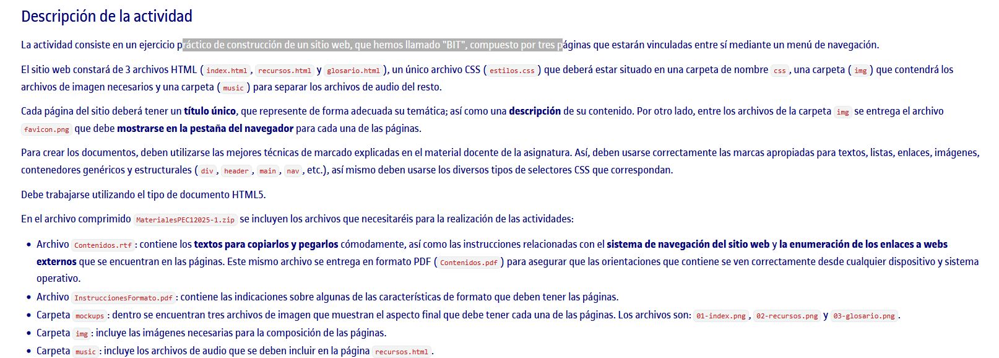 Descripción de la actividad
La actividad consiste en un ejercicio práctico de construcción de un sitio web, que hemos llamado "BIT", compuesto por tres páginas que estarán vinculadas entre sí mediante un menú de navegación.
El sitio web constará de 3 archivos HTML ( index.html , recursos.html y glosario.html ), un único archivo CSS ( estilos.css ) que deberá estar situado en una carpeta de nombre css , una carpeta ( img ) que contendrá los
archivos de imagen necesarios y una carpeta ( music ) para separar los archivos de audio del resto.
Cada página del sitio deberá tener un título único, que represente de forma adecuada su temática; así como una descripción de su contenido. Por otro lado, entre los archivos de la carpeta img se entrega el archivo
favicon.png que debe mostrarse en la pestaña del navegador para cada una de las páginas.
Para crear los documentos, deben utilizarse las mejores técnicas de marcado explicadas en el material docente de la asignatura. Así, deben usarse correctamente las marcas apropiadas para textos, listas, enlaces, imágenes,
contenedores genéricos y estructurales ( div , header , main , nav , etc.), así mismo deben usarse los diversos tipos de selectores CSS que correspondan.
Debe trabajarse utilizando el tipo de documento HTML5.
En el archivo comprimido MaterialesPEC12025-1.zip se incluyen los archivos que necesitaréis para la realización de las actividades:
• Archivo Contenidos.rtf : contiene los textos para copiarlos y pegarlos cómodamente, así como las instrucciones relacionadas con el sistema de navegación del sitio web y la enumeración de los enlaces a webs
externos que se encuentran en las páginas. Este mismo archivo se entrega en formato PDF ( Contenidos.pdf ) para asegurar que las orientaciones que contiene se ven correctamente desde cualquier dispositivo y sistema
operativo.
• Archivo InstruccionesFormato.pdf : contiene las indicaciones sobre algunas de las características de formato que deben tener las páginas.
• Carpeta mockups : dentro se encuentran tres archivos de imagen que muestran el aspecto final que debe tener cada una de las páginas. Los archivos son: 01-index.png , 02-recursos.png y 03-glosario.png .
• Carpeta img : incluye las imágenes necesarias para la composición de las páginas.
• Carpeta music : incluye los archivos de audio que se deben incluir en la página recursos.html .